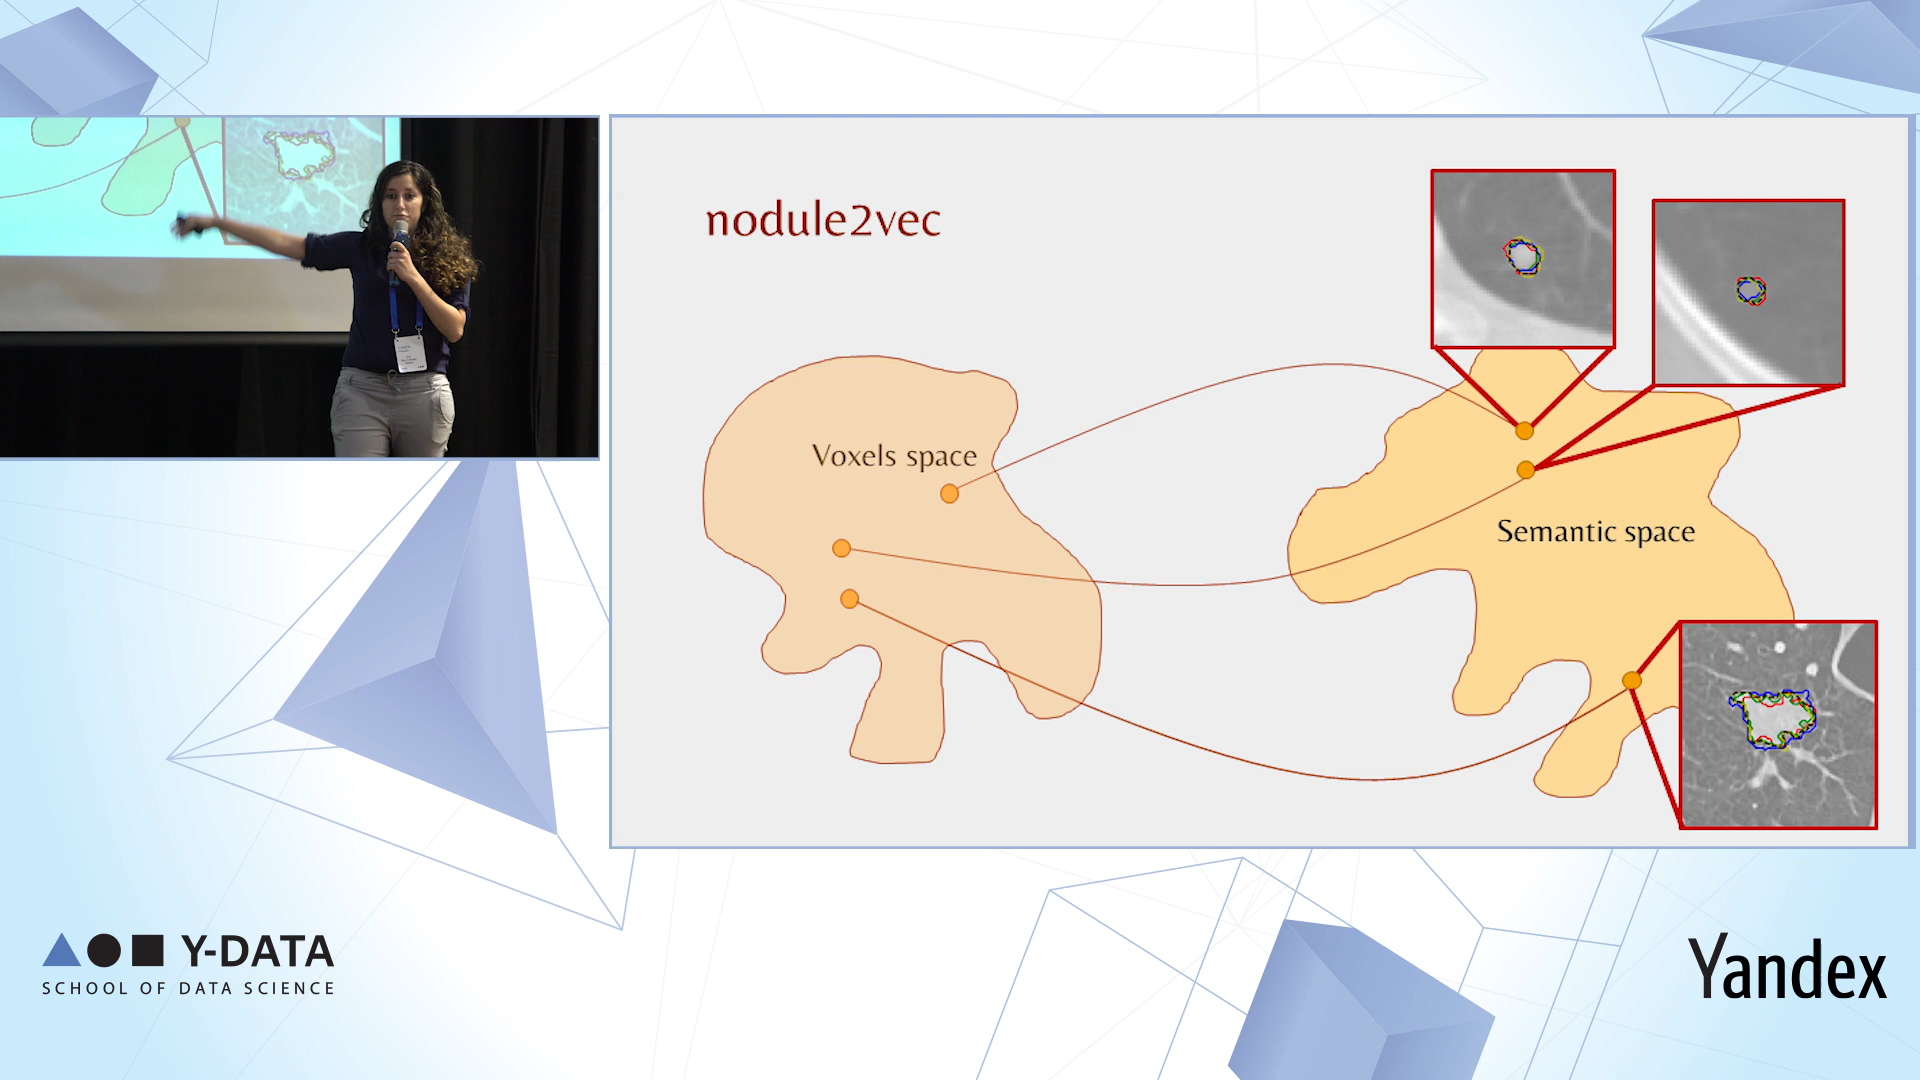 nodule2vec
Voxels space
Semantic space
Y-DATA
SCHOOL OF DATA SCIENCE
Yandex